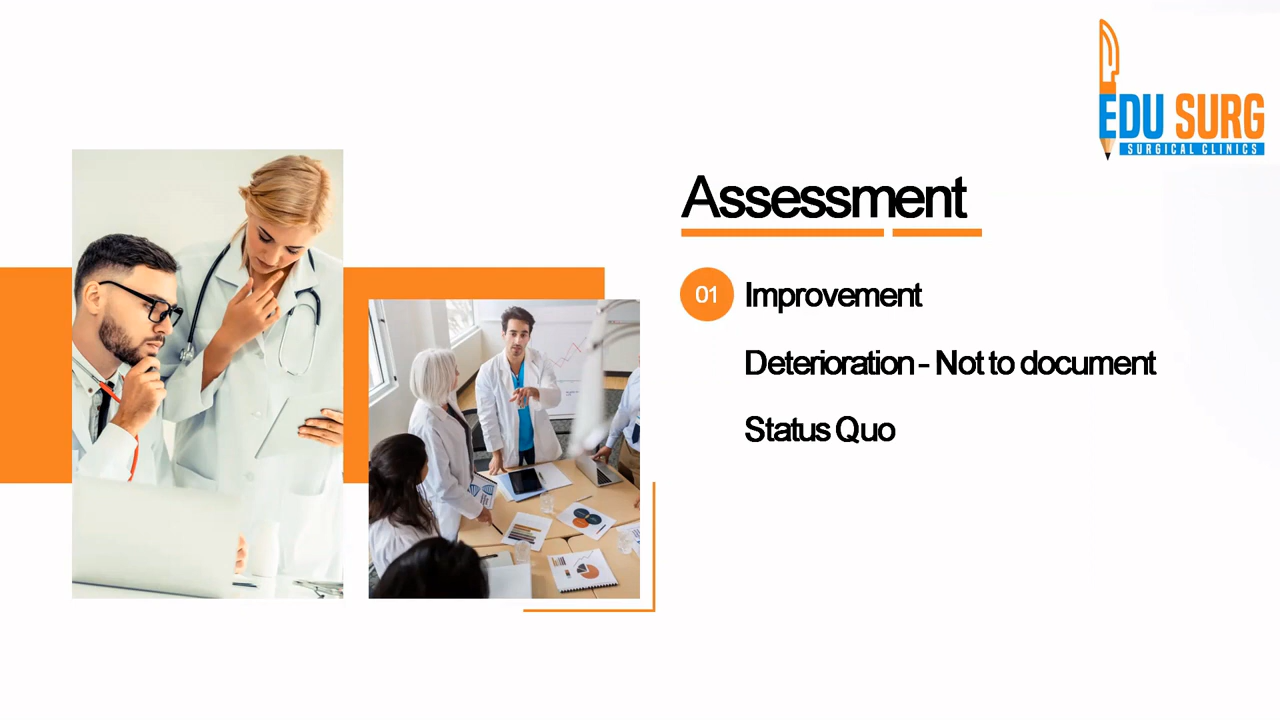 EDU SURG
SURGICAL CLINICS
Assessment
01 Improvement
Deterioration - Not to document
Status Quo